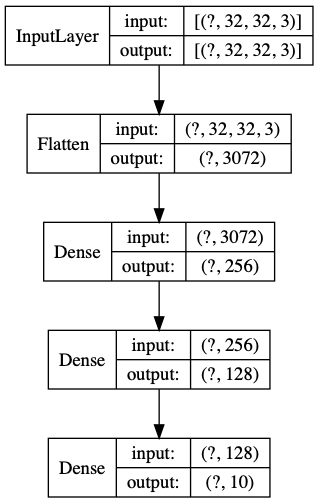 InputLayer input: [(?, 32, 32, 3)]
output: [(?, 32, 32, 3)]
Flatten input: (?, 32, 32, 3)
output: (?, 3072)
Dense input: (?, 3072)
output: (?, 256)
Dense input: (?, 256)
output: (?, 128)
Dense input: (?, 128)
output: (?, 10)